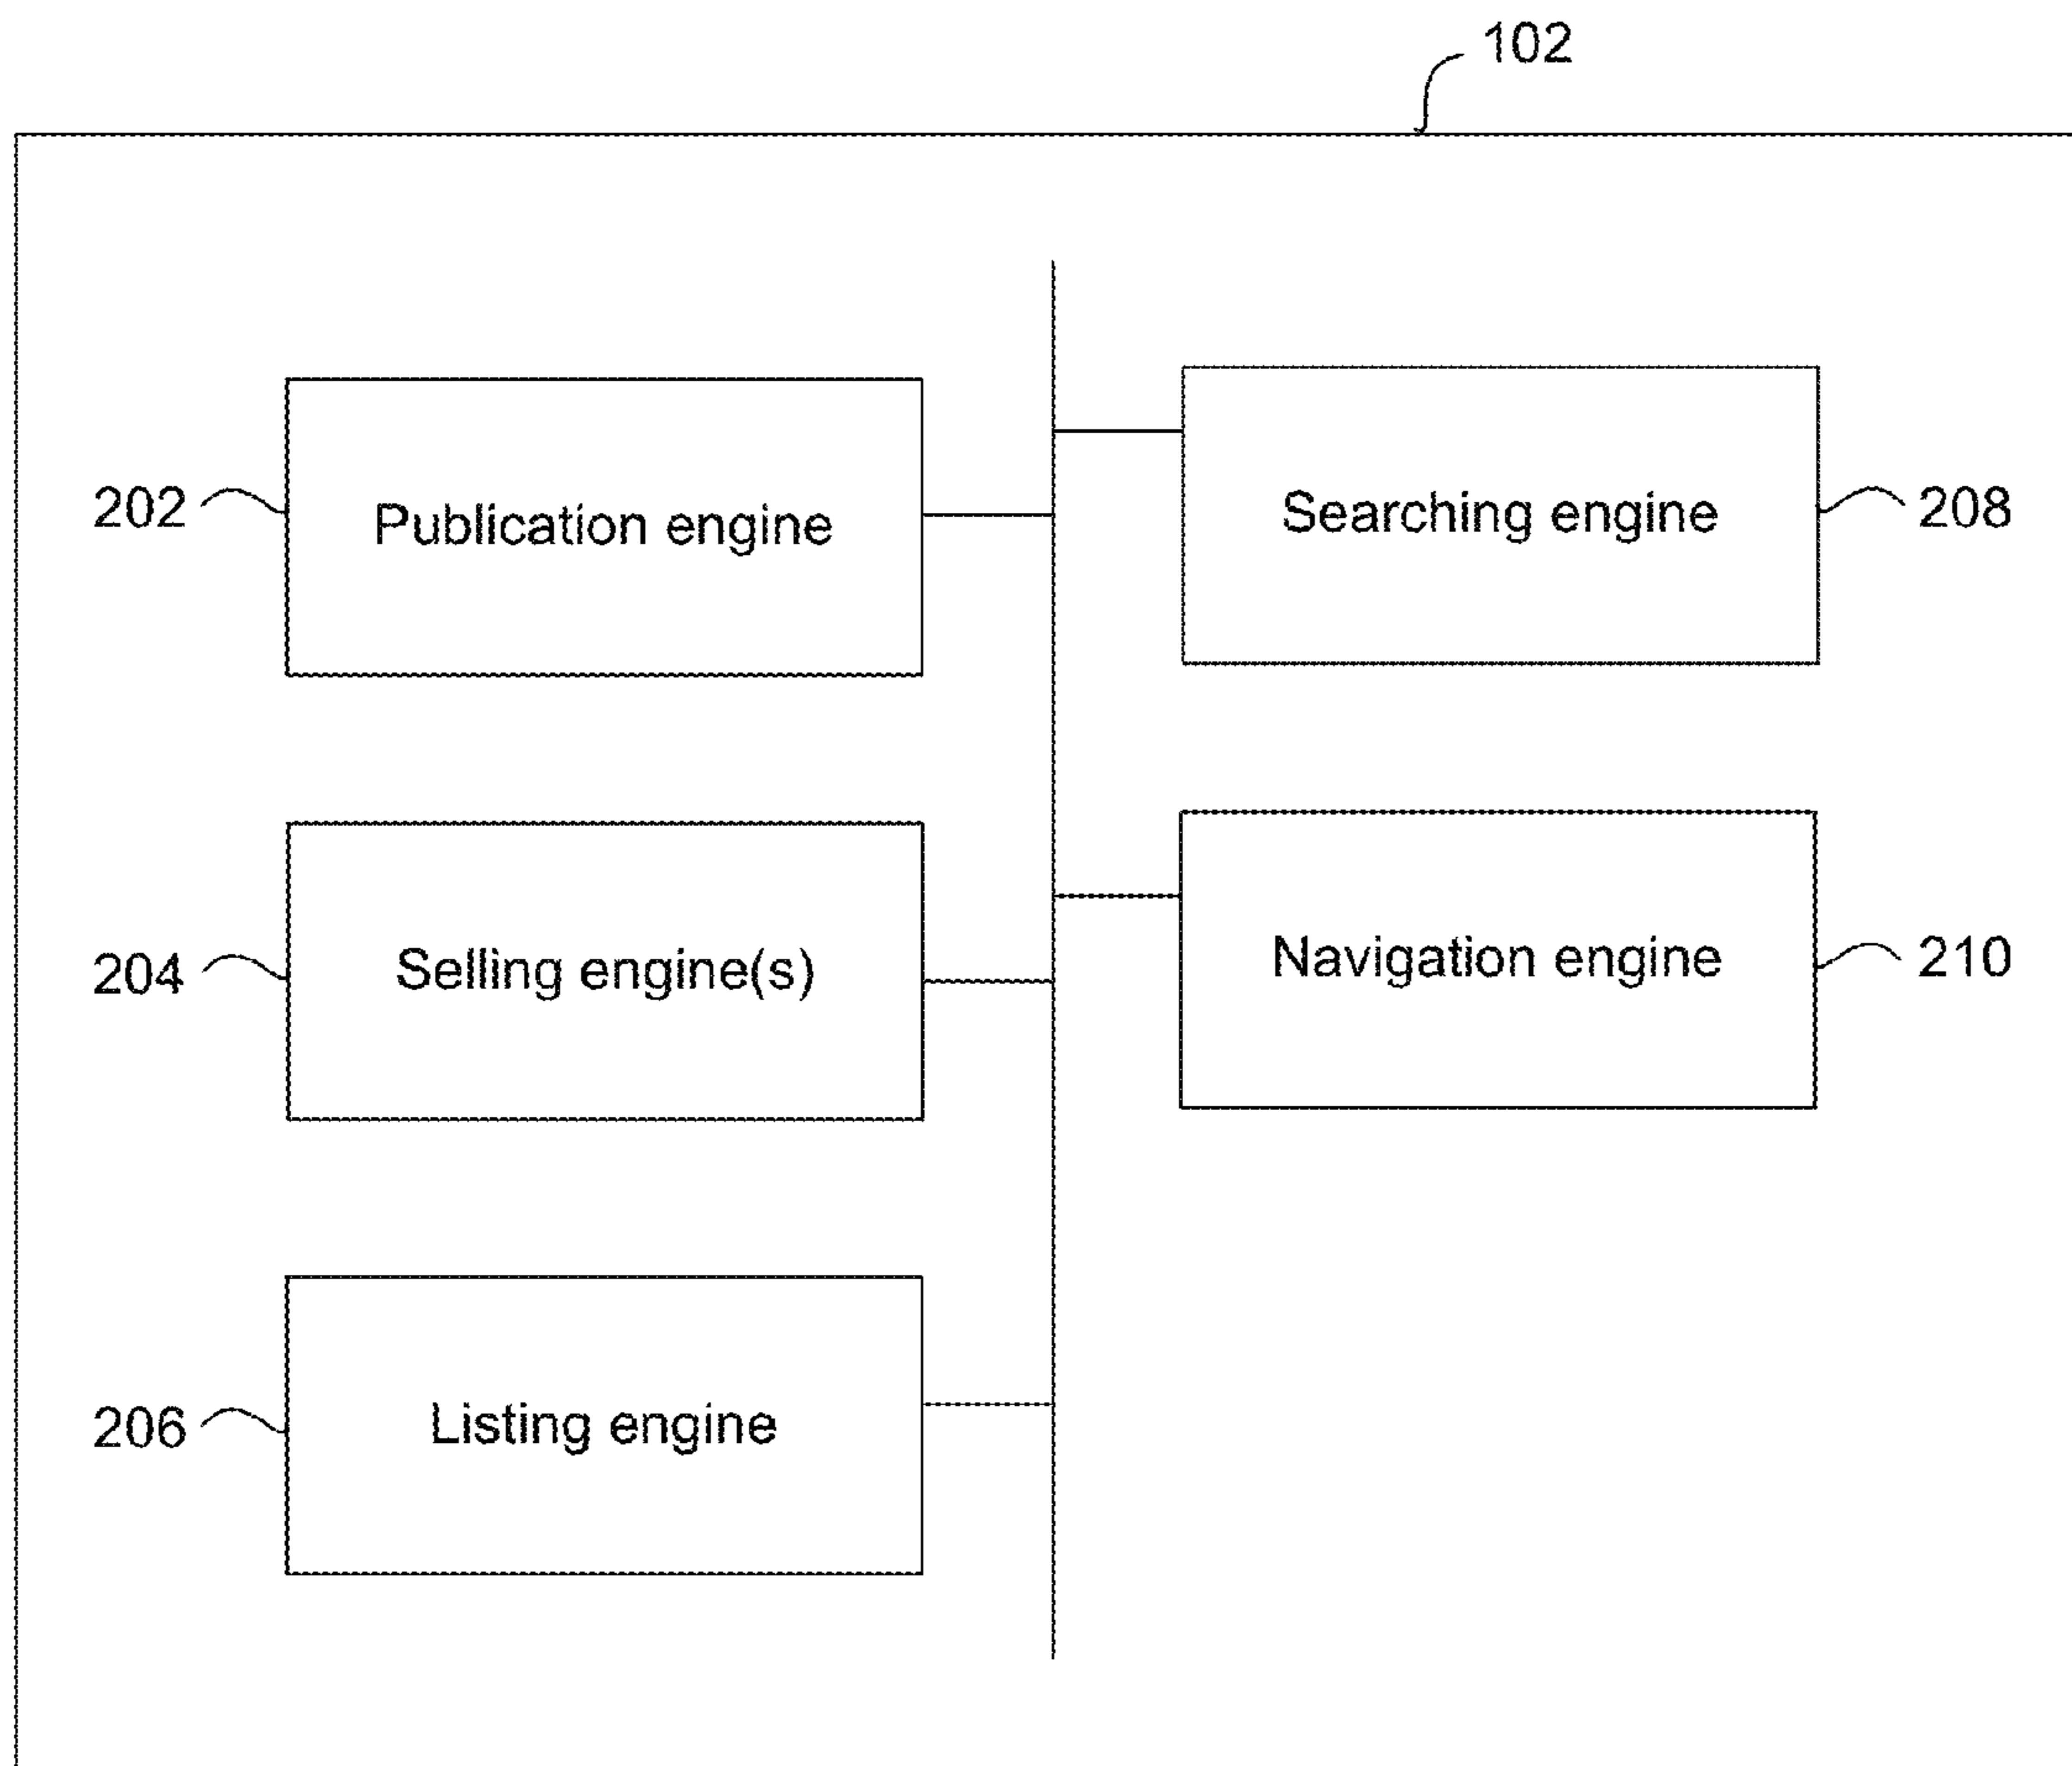 102
202
Publication engine
Searching engine
208
204
Selling engine(s)
Navigation engine
210
206
Listing engine